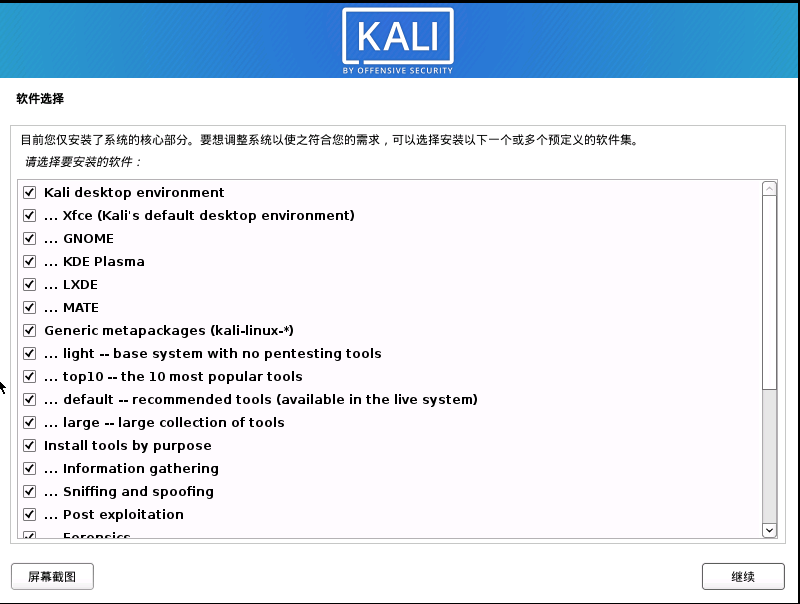 KALI
BY OFFENSIVE SECURITY
软件选择
目前您仅安装了系统的核心部分。要想调整系统以使之符合您的需求，可以选择安装以下一个或多个预定义的软件集。
请选择要安装的软件：
Kali desktop environment
... Xfce (Kali's default desktop environment)
... GNOME
... KDE Plasma
... LXDE
... MATE
Generic metapackages (kali-linux-*)
... light -- base system with no pentesting tools
... top10 -- the 10 most popular tools
... default -- recommended tools (available in the live system)
... large -- large collection of tools
Install tools by purpose
... Information gathering
... Sniffing and spoofing
... Post exploitation
... Forensics
屏幕截图
继续